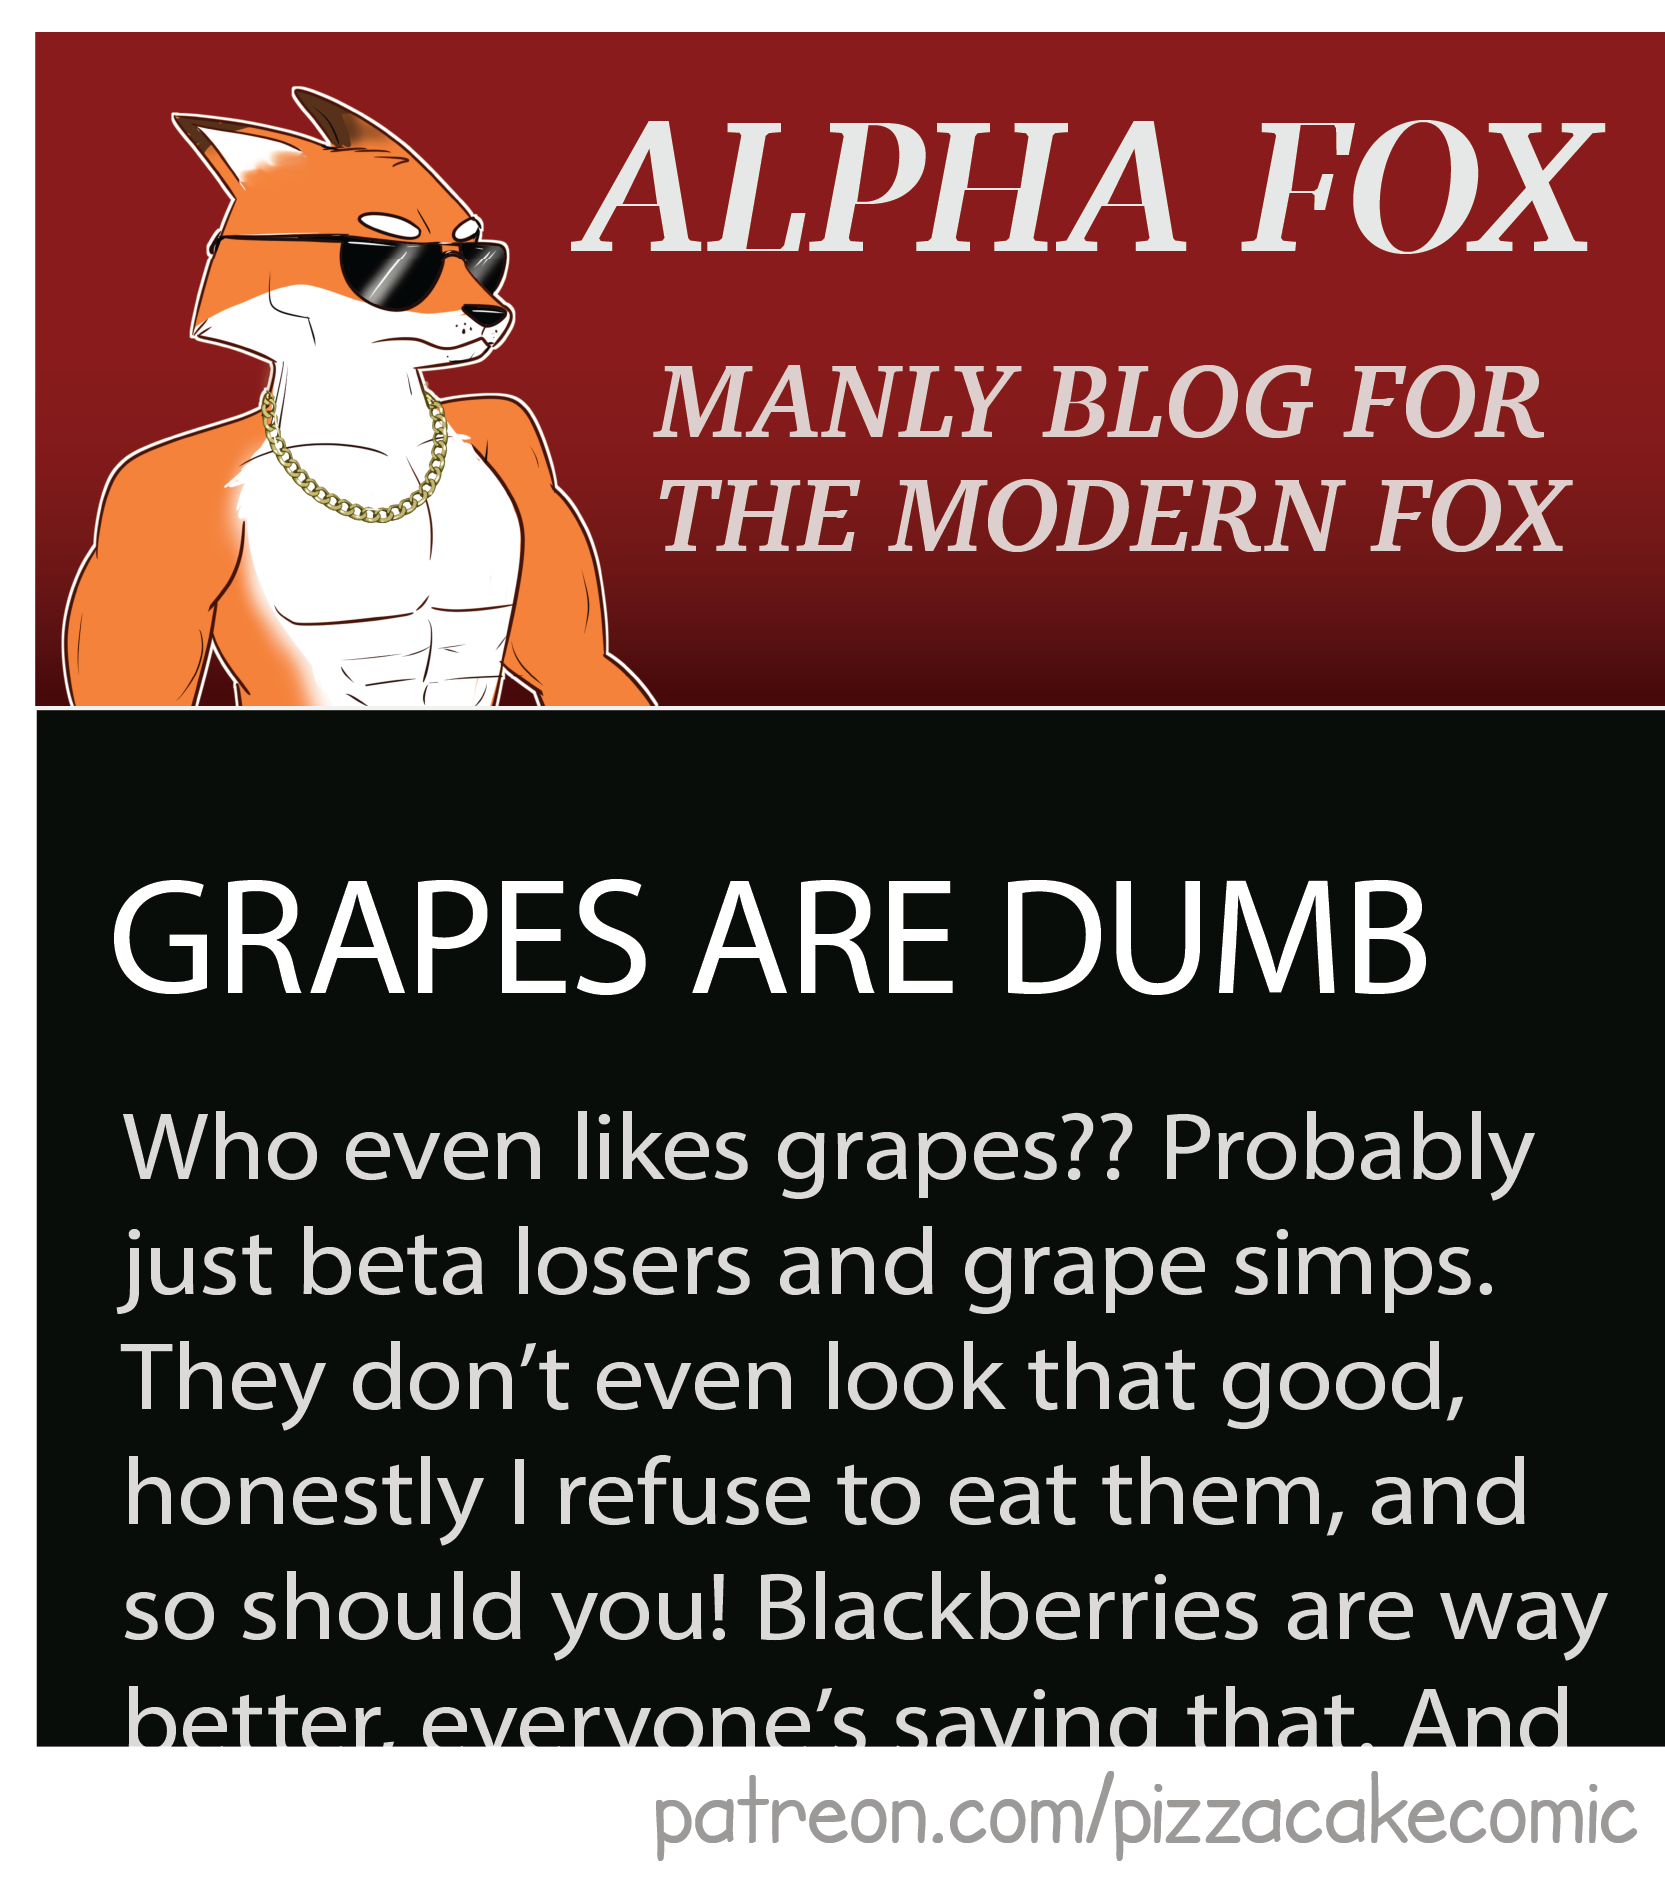 ALPHA FOX
MANLY BLOG FOR
THE MODERN FOX
GRAPES ARE DUMB
Who even likes grapes?? Probably
just beta losers and grape simps.
They don’t even look that good,
honestly I refuse to eat them, and
so should you! Blackberries are way
better, everyone’s saying that. And
patreon.com/pizzacakecomic